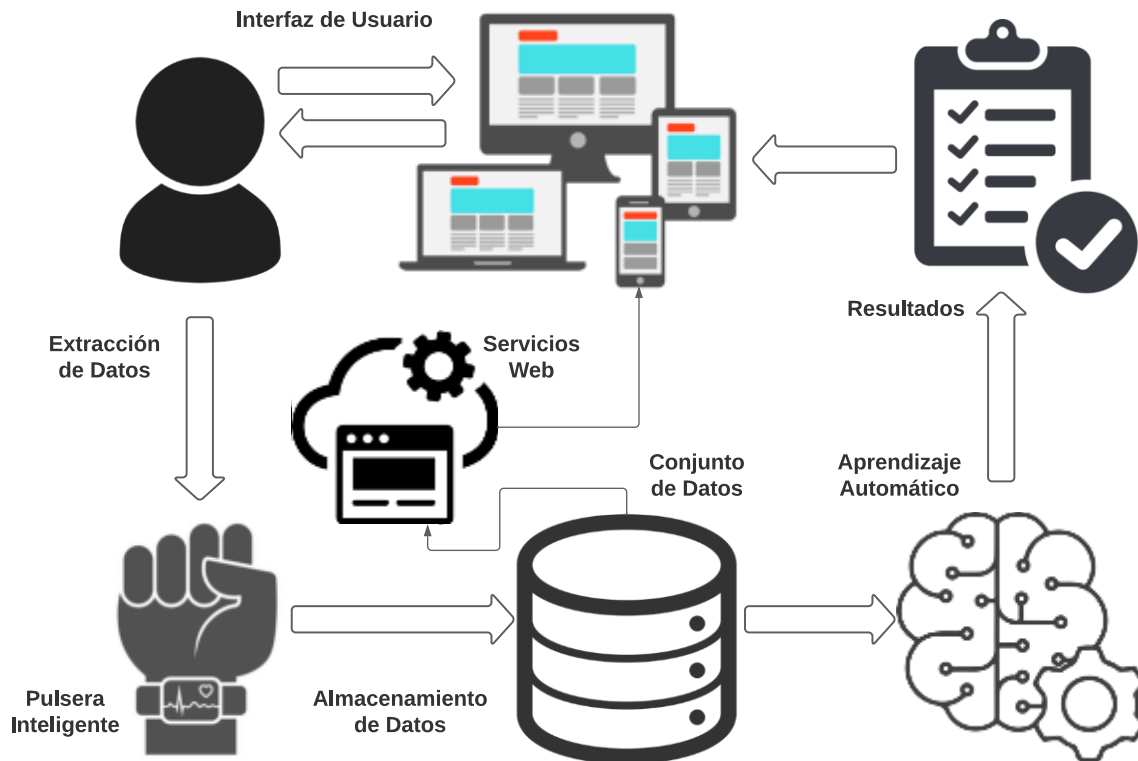 Interfaz de Usuario
Resultados
Extracción
de Datos
Servicios
Web
Conjunto
de Datos
Aprendizaje
Automático
Pulsera
Inteligente
Almacenamiento
de Datos